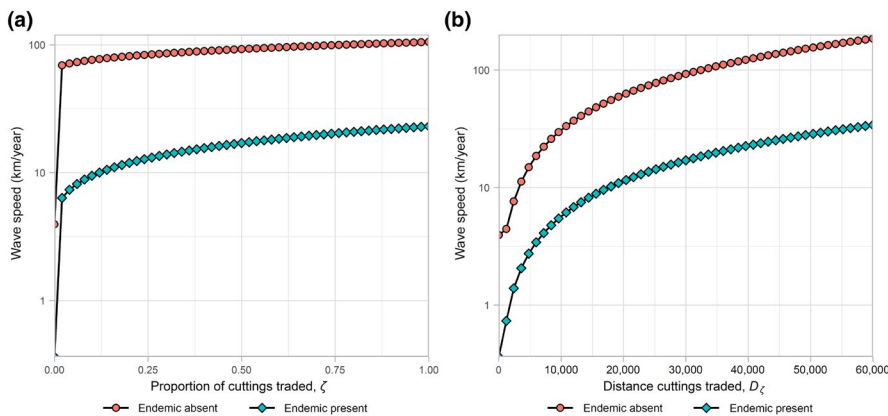 (a)
100
10
1
Wave speed (km/year)
0.00 0.25 0.50 0.75 1.00
Proportion of cuttings traded, ζ
Endemic absent Endemic present
(b)
100
10
1
Wave speed (km/year)
0 10,000 20,000 30,000 40,000 50,000 60,000
Distance cuttings traded, Dζ
Endemic absent Endemic present